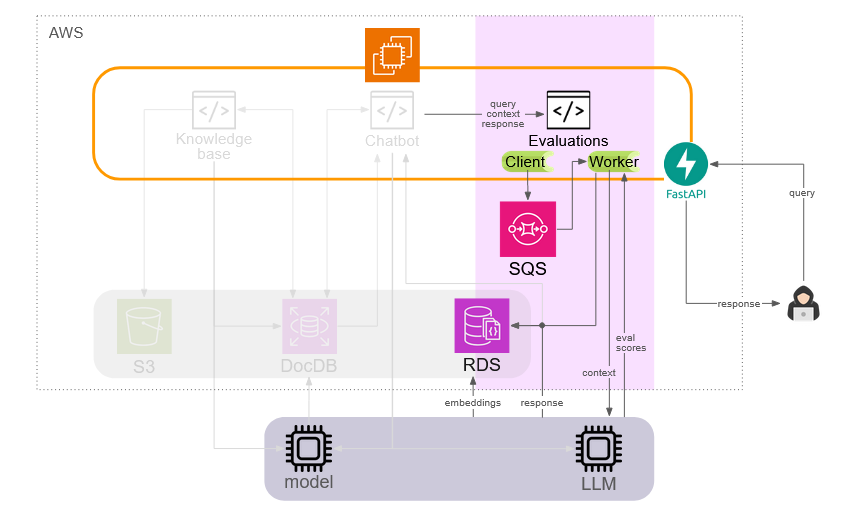 AWS
Knowledge
base
Chatbot
query
context
response
Evaluations
Client
Worker
FastAPI
query
SQS
response
S3
DocDB
RDS
eval
scores
context
embeddings
response
model
LLM